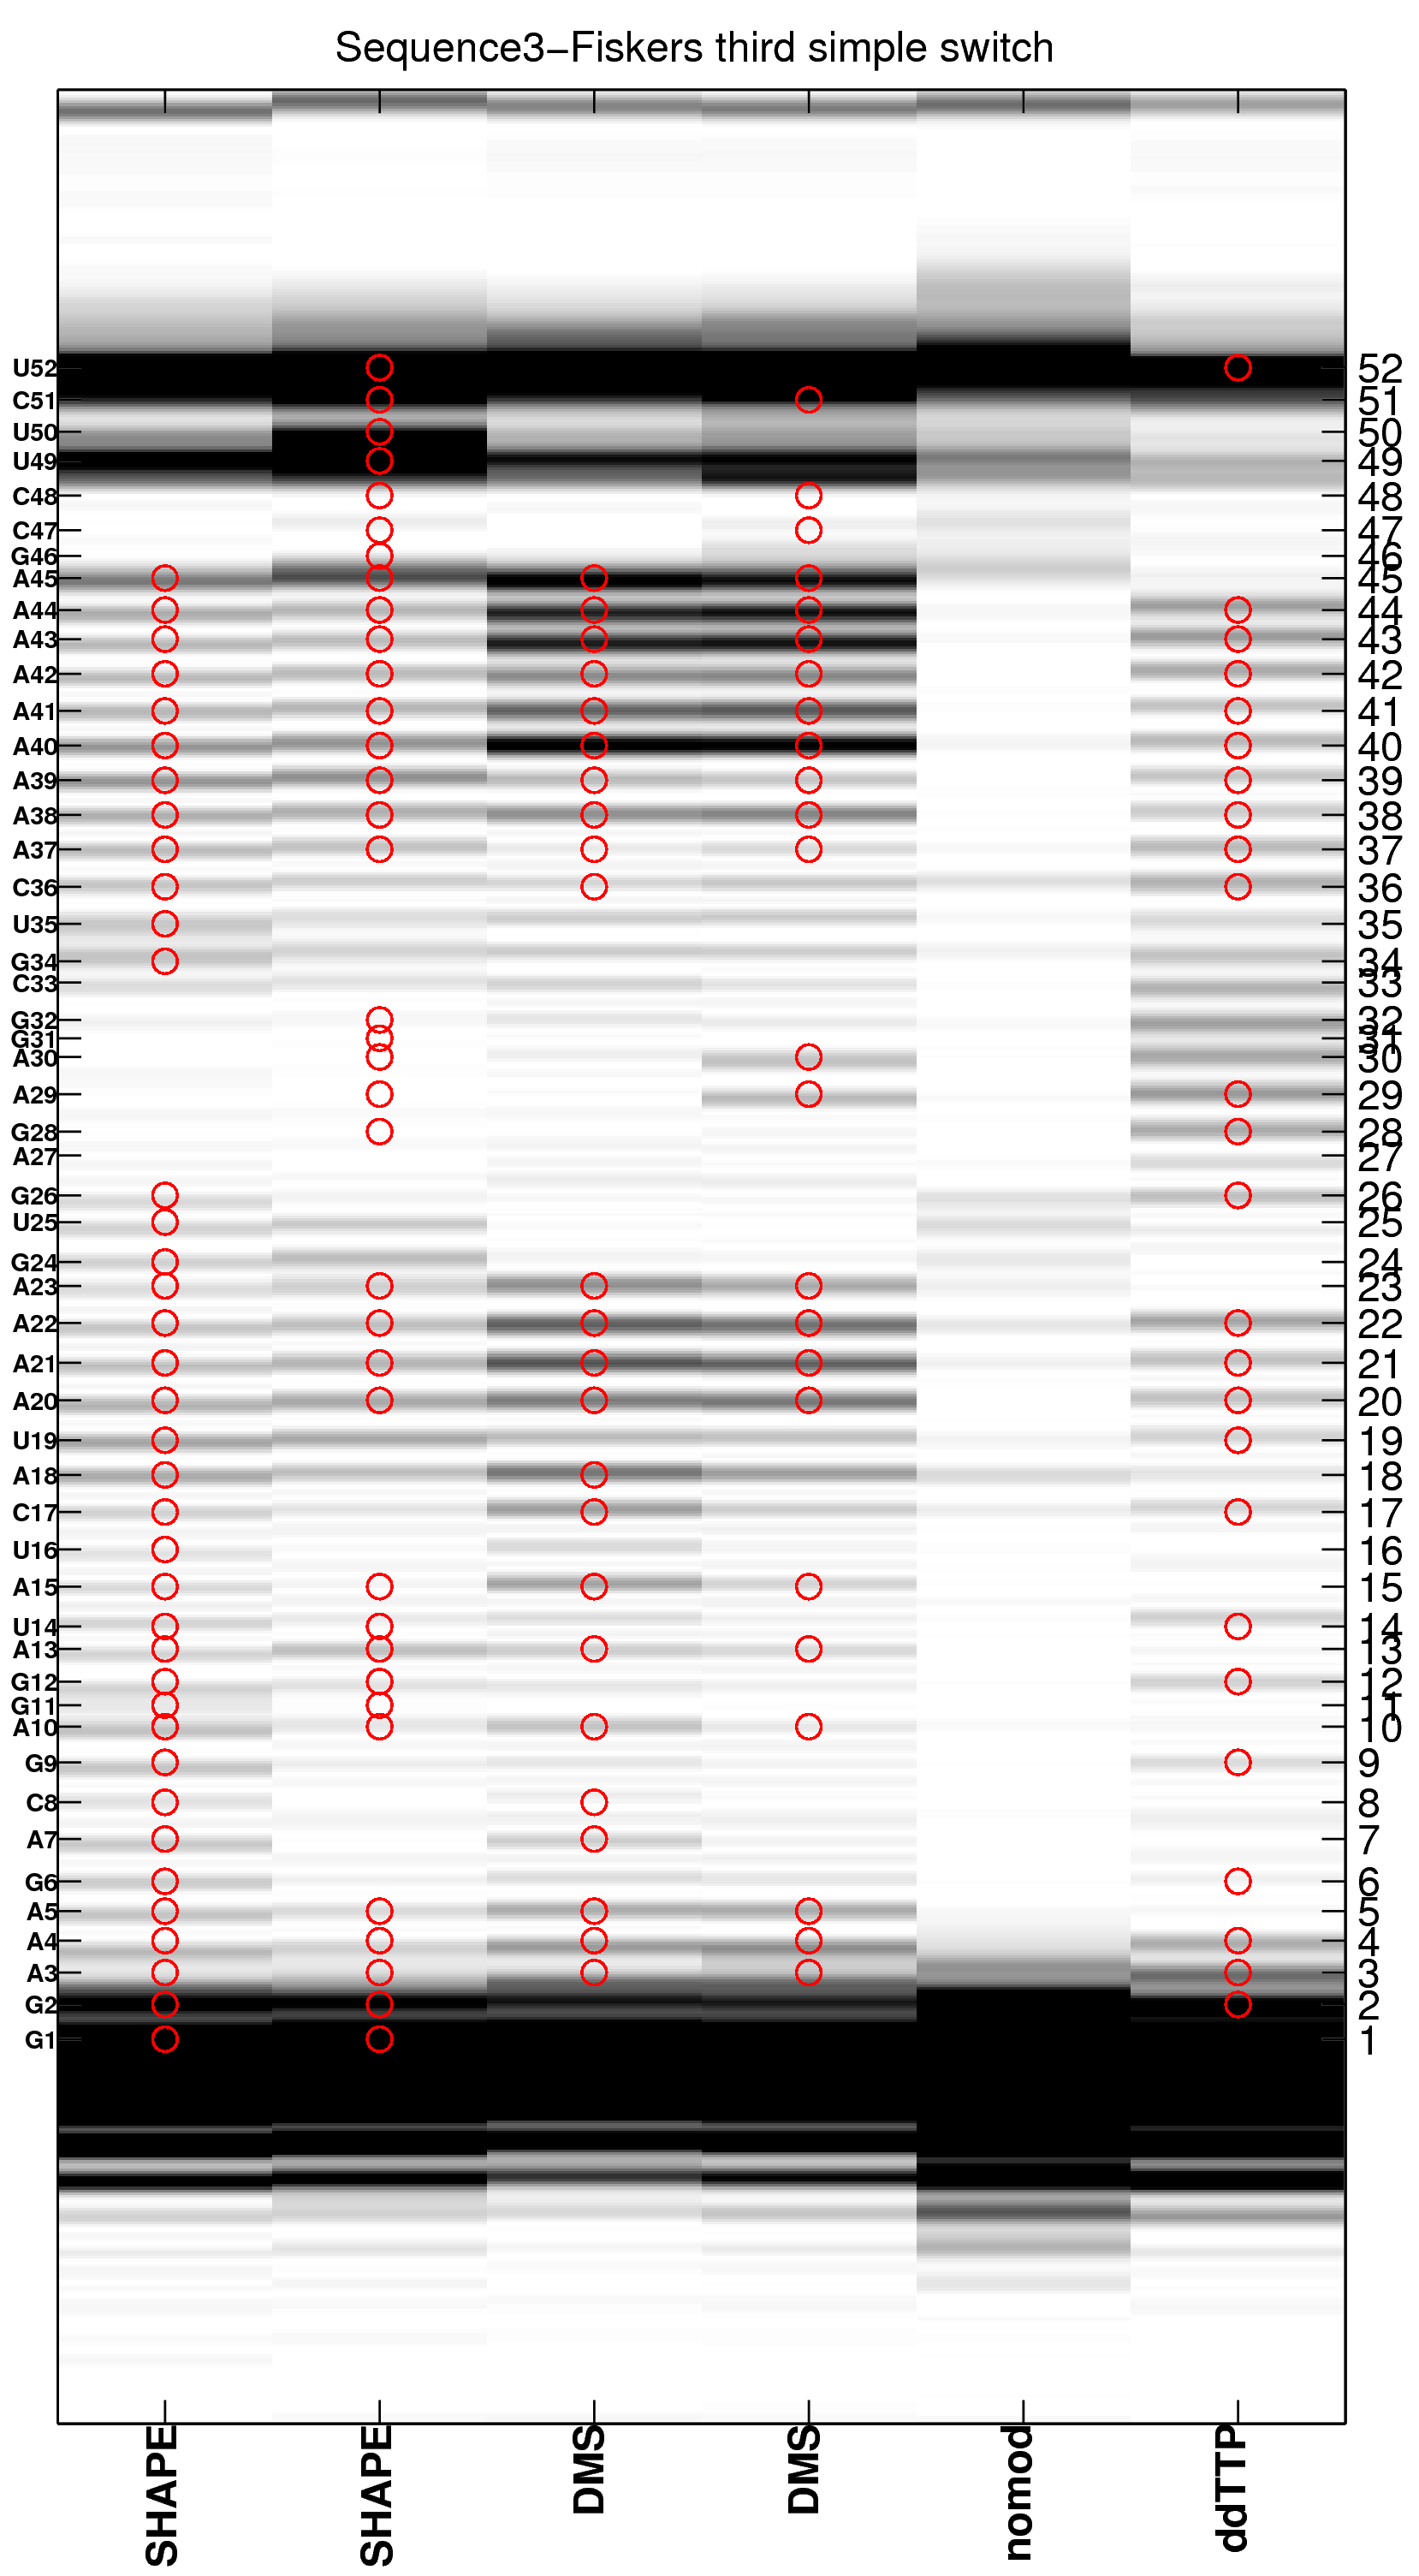 Sequence3−Fiskers third simple switch
U52 52
C51 51
U50 50
U49 49
C48 48
C47 47
G46 46
A45 45
A44 44
A43 43
A42 42
A41 41
A40 40
A39 39
A38 38
A37 37
C36 36
U35 35
G34 34
C33 33
G32 32
G31 31
A30 30
A29 29
G28 28
A27 27
G26 26
U25 25
G24 24
A23 23
A22 22
A21 21
A20 20
U19 19
A18 18
C17 17
U16 16
A15 15
U14 14
A13 13
G12 12
G11 11
A10 10
G9 9
C8 8
A7 7
G6 6
A5 5
A4 4
A3 3
G2 2
G1 1
SHAPE SHAPE DMS DMS nomod ddTTP